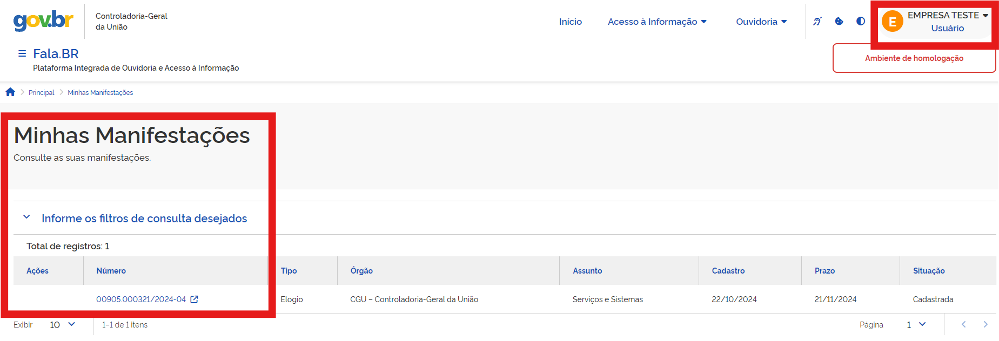 gov.br
Controladoria-Geral
da União
Início
Acesso à Informação
Ouvidoria
E
EMPRESA TESTE
Usuário
Fala.BR
Plataforma Integrada de Ouvidoria e Acesso à Informação
Ambiente de homologação
Principal
Minhas Manifestações
Minhas Manifestações
Consulte as suas manifestações.
Informe os filtros de consulta desejados
Total de registros: 1
Ações Número Tipo Órgão Assunto Cadastro Prazo Situação
00905.000321/2024-04 Elogio CGU – Controladoria-Geral da União Serviços e Sistemas 22/10/2024 21/11/2024 Cadastrada
Exibir 10 1–1 de 1 itens Página 1